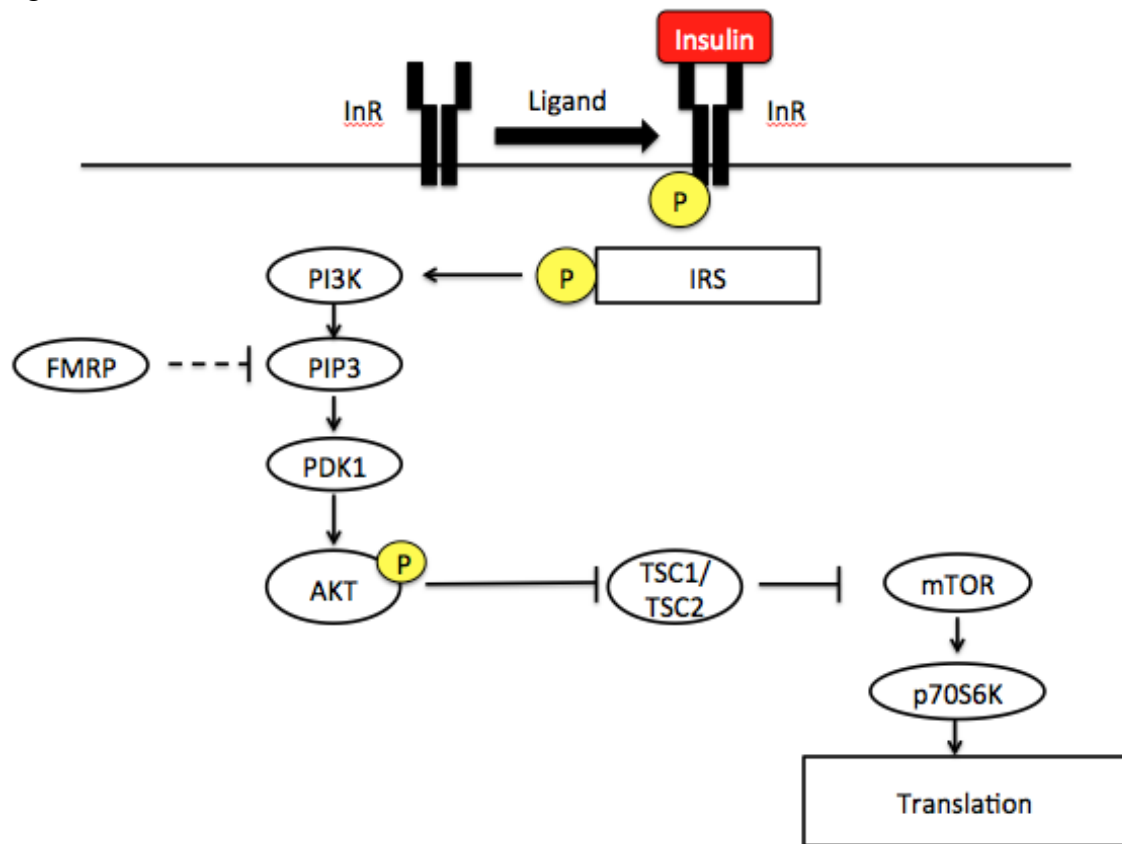 Insulin
InR
Ligand
InR
P
PI3K
P
IRS
FMRP
PIP3
PDK1
P
AKT
TSC1/
TSC2
mTOR
p70S6K
Translation